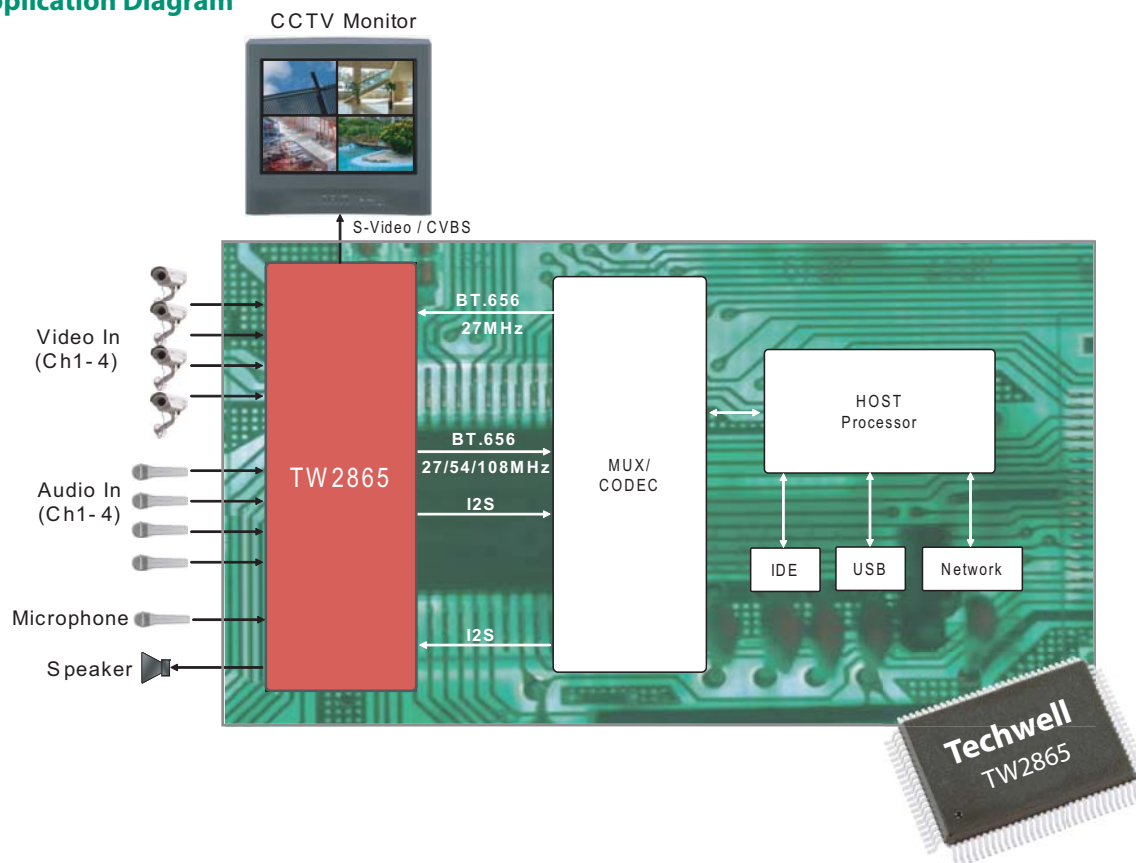 plication Diagram
CCTV Monitor
S-Video / CVBS
Video In
(Ch1-4)
Audio In
(Ch1-4)
Microphone
Speaker
TW2865
BT.656
27MHz
BT.656
27/54/108MHz
I2S
I2S
MUX/
CODEC
HOST
Processor
IDE
USB
Network
Techwell
TW2865